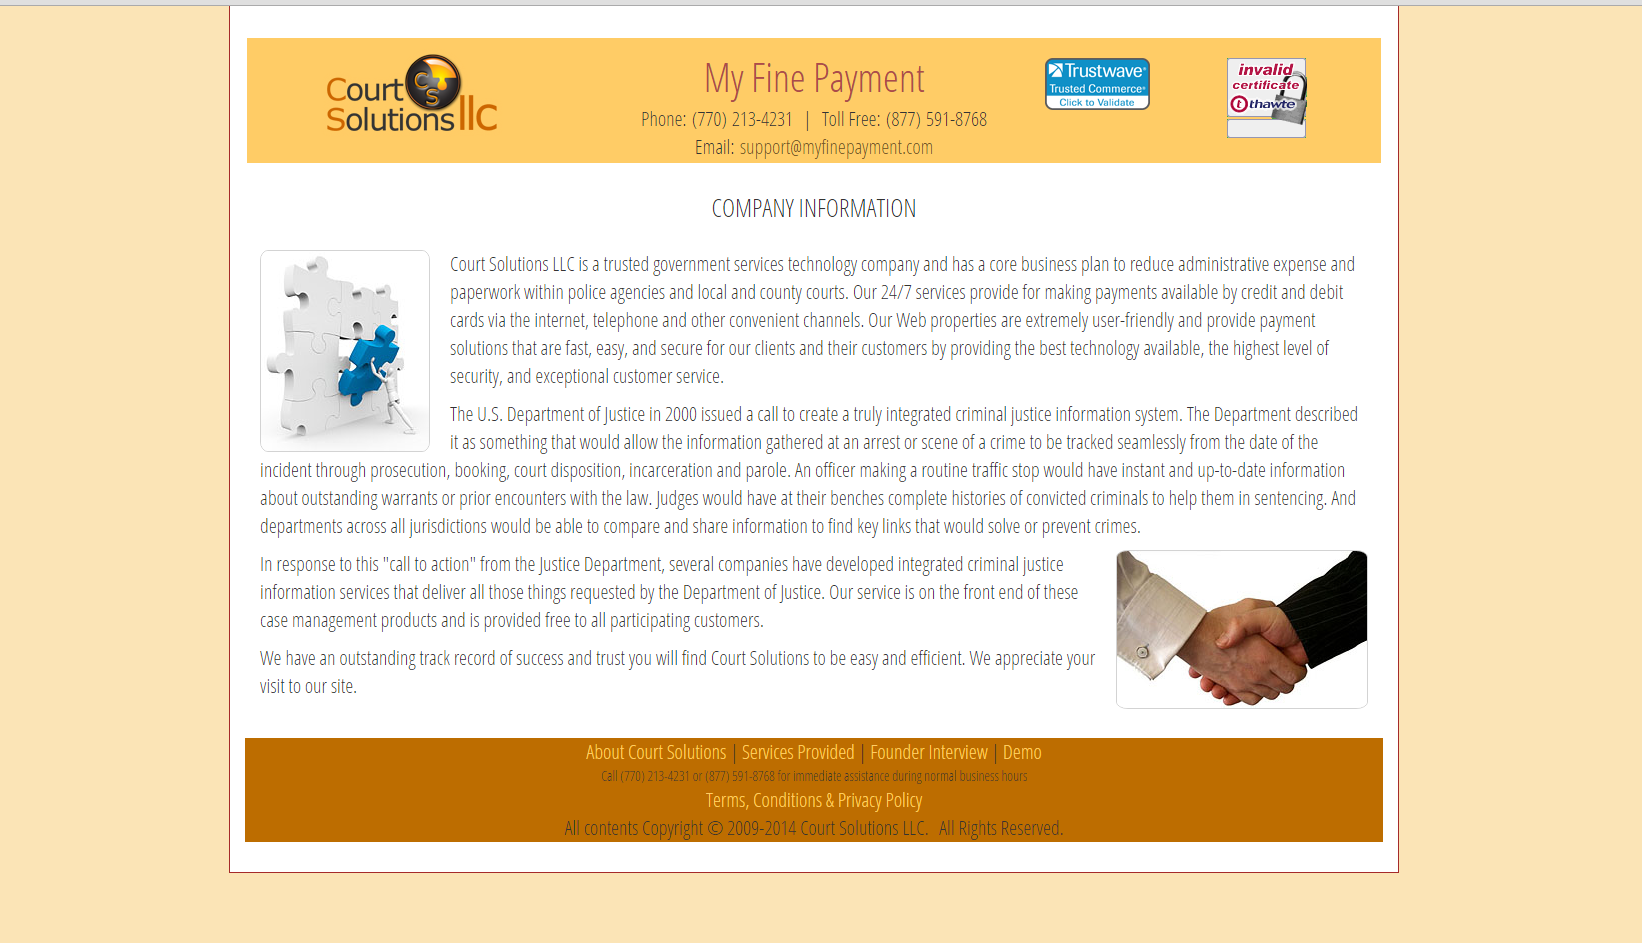 Court
Solutions llc
CS
My Fine Payment
Phone: (770) 213-4231 | Toll Free: (877) 591-8768
Email: support@myfinepayment.com
Trustwave®
Trusted Commerce®
Click to Validate
invalid
certificate
thawte
COMPANY INFORMATION
Court Solutions LLC is a trusted government services technology company and has a core business plan to reduce administrative expense and
paperwork within police agencies and local and county courts. Our 24/7 services provide for making payments available by credit and debit
cards via the internet, telephone and other convenient channels. Our Web properties are extremely user-friendly and provide payment
solutions that are fast, easy, and secure for our clients and their customers by providing the best technology available, the highest level of
security, and exceptional customer service.
The U.S. Department of Justice in 2000 issued a call to create a truly integrated criminal justice information system. The Department described
it as something that would allow the information gathered at an arrest or scene of a crime to be tracked seamlessly from the date of the
incident through prosecution, booking, court disposition, incarceration and parole. An officer making a routine traffic stop would have instant and up-to-date information
about outstanding warrants or prior encounters with the law. Judges would have at their benches complete histories of convicted criminals to help them in sentencing. And
departments across all jurisdictions would be able to compare and share information to find key links that would solve or prevent crimes.
In response to this "call to action" from the Justice Department, several companies have developed integrated criminal justice
information services that deliver all those things requested by the Department of Justice. Our service is on the front end of these
case management products and is provided free to all participating customers.
We have an outstanding track record of success and trust you will find Court Solutions to be easy and efficient. We appreciate your
visit to our site.
About Court Solutions | Services Provided | Founder Interview | Demo
Call (770) 213-4231 or (877) 591-8768 for immediate assistance during normal business hours
Terms, Conditions & Privacy Policy
All contents Copyright © 2009-2014 Court Solutions LLC. All Rights Reserved.